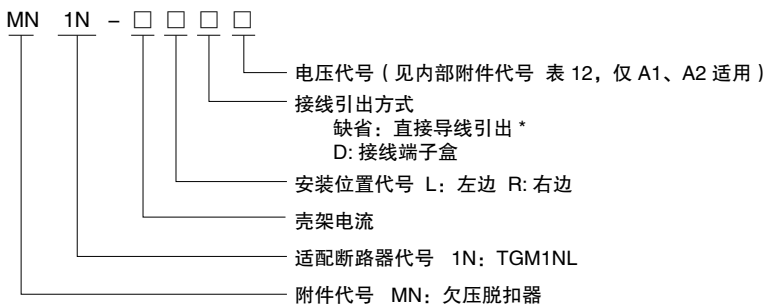 MN 1N – □ □ □ □
电压代号（见内部附件代号 表 12，仅 A1、A2 适用）
接线引出方式
缺省：直接导线引出 *
D: 接线端子盒
安装位置代号 L：左边 R: 右边
壳架电流
适配断路器代号 1N：TGM1NL
附件代号 MN：欠压脱扣器